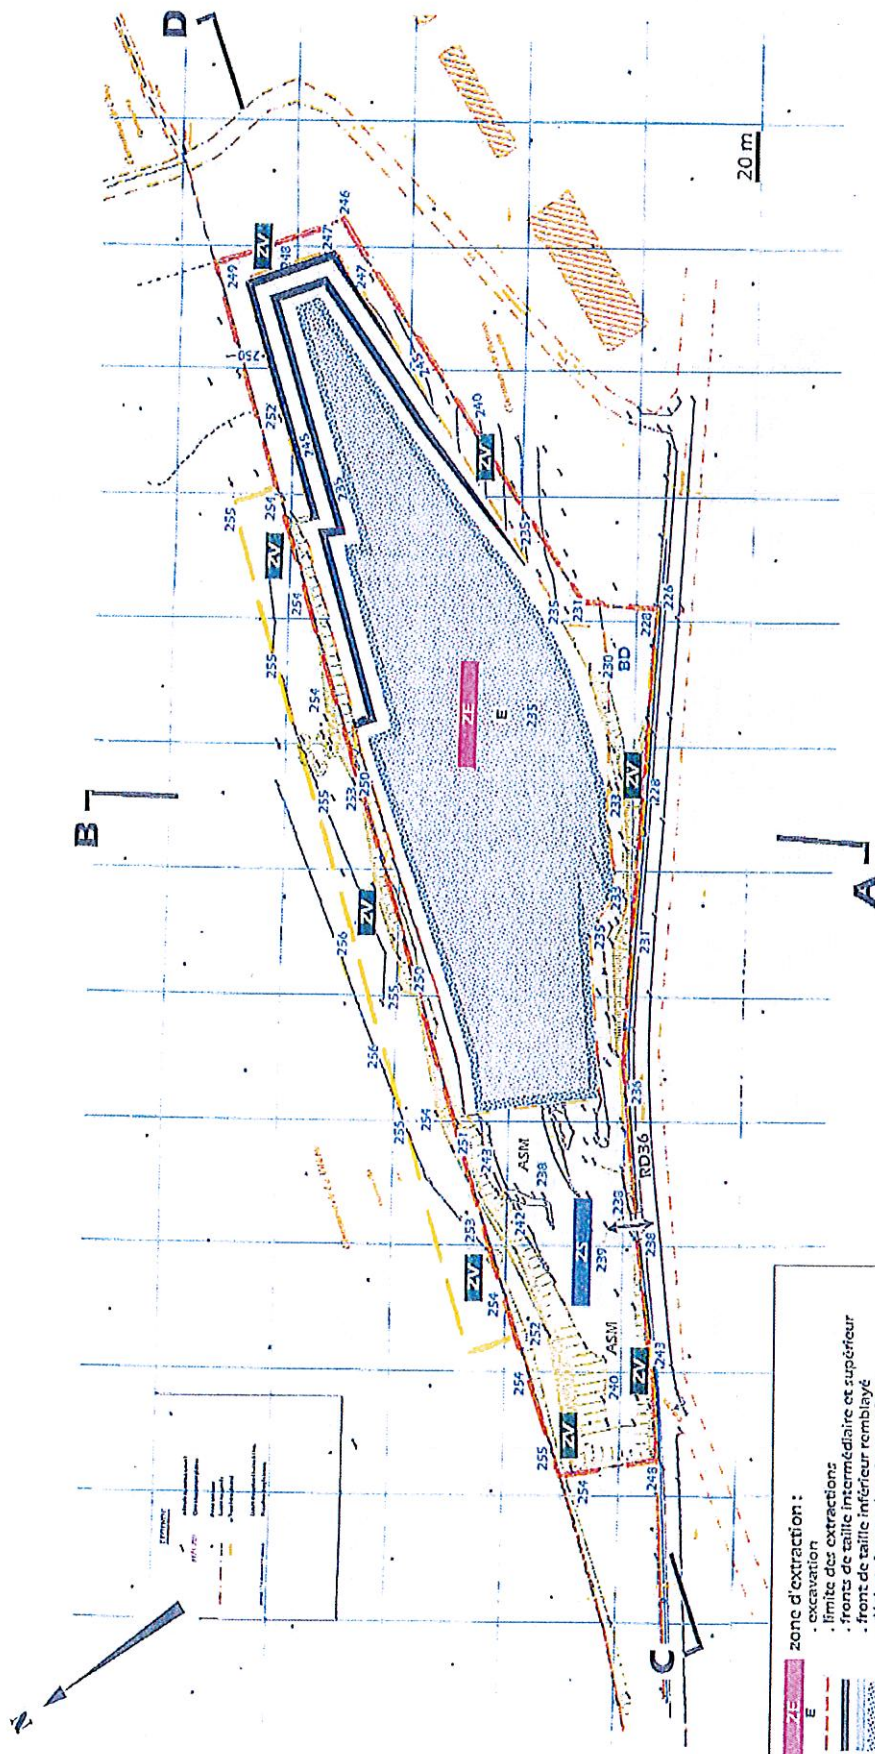 D
249
ZV
248
247
246
247
250
252
245
245
240
ZV
235
254
255
ZV
254
255
254
235
231
230
BD
228
226
ZE
E
235
253
250
255
B
ZV
233
228
ZV
256
255
250
233
235
231
A
256
255
254
251
243
ASM
238
242
236
RD36
238
238
ZS
239
253
ZV
254
252
ASM
240
ZV
243
254
255
ZV
254
248
C
N
20 m
ZE zone d'extraction :
E . excavation
. limite des extractions
. fronts de taille intermédiaire et supérieur
. front de taille inférieur remblayé